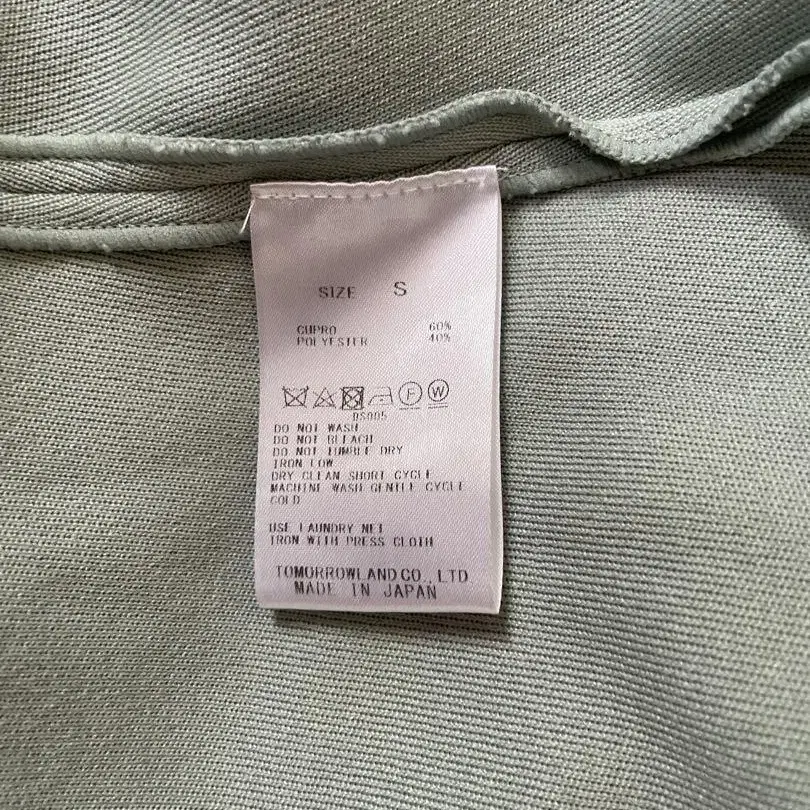 SIZE S
CUPRO 60%
POLYESTER 40%
F W
DS005
DO NOT WASH
DO NOT BLEACH
DO NOT TUMBLE DRY
IRON LOW
DRY CLEAN SHORT CYCLE
MACHINE WASH GENTLE CYCLE
COLD
USE LAUNDRY NET
IRON WITH PRESS CLOTH
TOMORROWLAND CO., LTD
MADE IN JAPAN